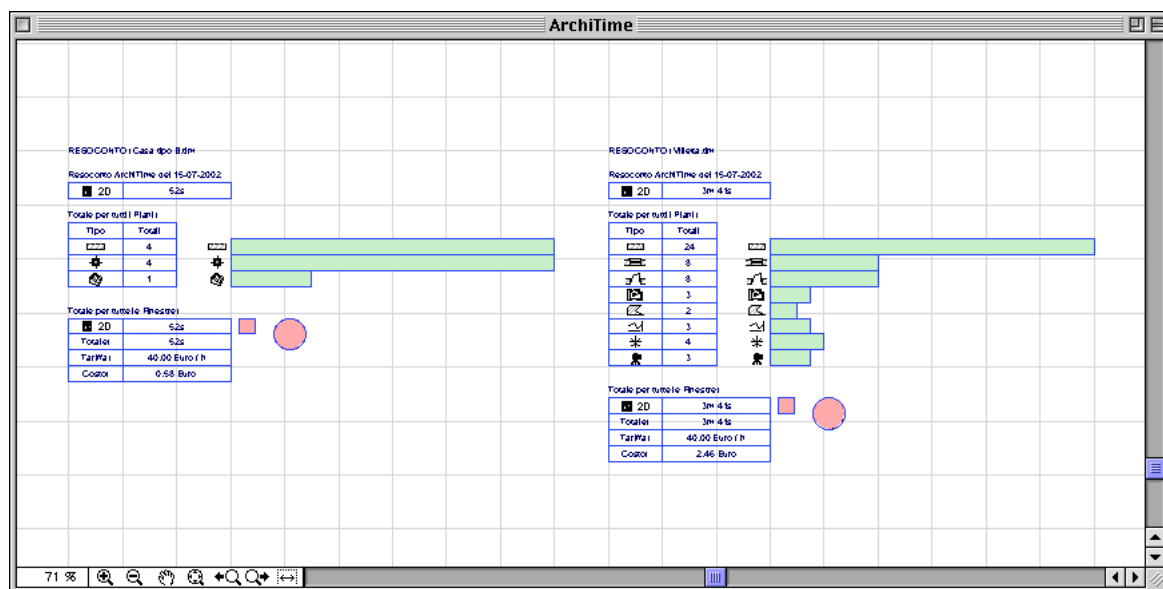 ArchiTime
RESOCONTO: Casa tipo B.dm
Resoconto ArchiTime del 15-07-2002
2D 52s
Totale per tutti i Piani:
Tipo Totali
4
4
1
Totale per tutte le Finestre:
2D 52s
Totale: 52s
Tariffa: 40.00 Euro / h
Costo: 0.58 Euro
RESOCONTO: Villetta.dm
Resoconto ArchiTime del 15-07-2002
2D 3m 41s
Totale per tutti i Piani:
Tipo Totali
24
8
8
3
2
3
4
3
Totale per tutte le Finestre:
2D 3m 41s
Totale: 3m 41s
Tariffa: 40.00 Euro / h
Costo: 2.46 Euro
71 %